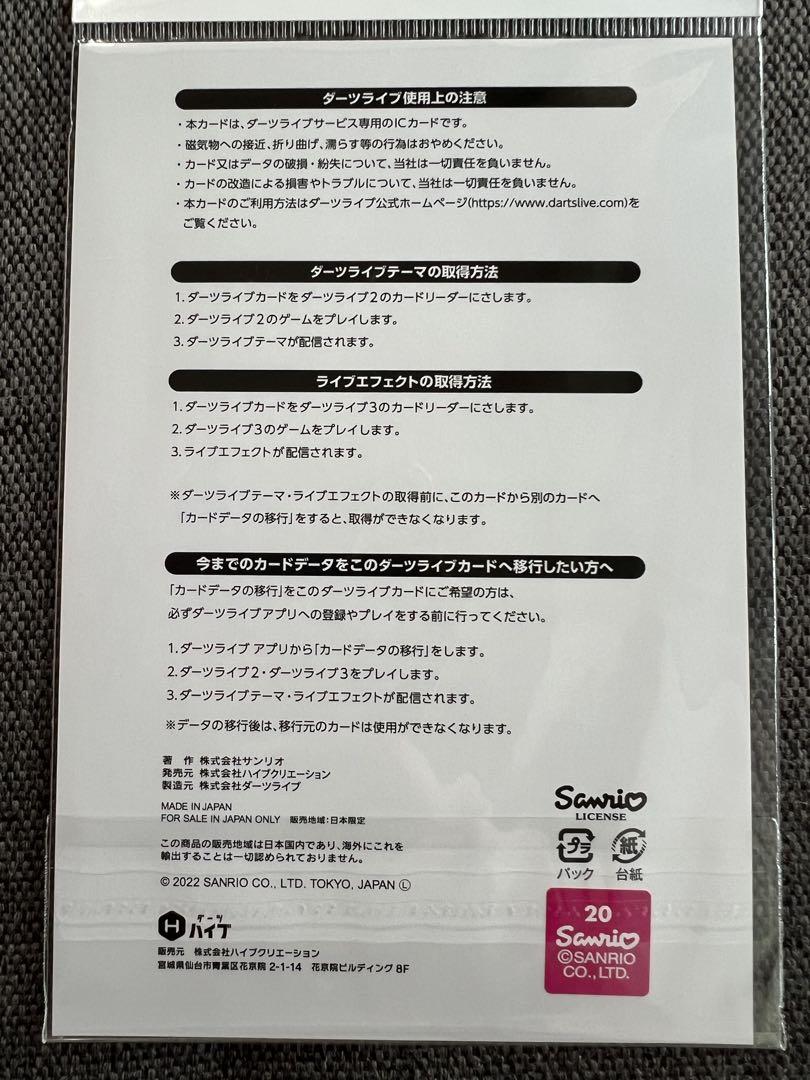 ダーツライブ使用上の注意
・本カードは、ダーツライブサービス専用のICカードです。
・磁気物への接近、折り曲げ、濡らす等の行為はおやめください。
・カード又はデータの破損・紛失について、当社は一切責任を負いません。
・カードの改造による損害やトラブルについて、当社は一切責任を負いません。
・本カードのご利用方法はダーツライブ公式ホームページ(https://www.dartslive.com)を
ご覧ください。
ダーツライブテーマの取得方法
1.ダーツライブカードをダーツライブ2のカードリーダーにさします。
2.ダーツライブ2のゲームをプレイします。
3.ダーツライブテーマが配信されます。
ライブエフェクトの取得方法
1.ダーツライブカードをダーツライブ3のカードリーダーにさします。
2.ダーツライブ3のゲームをプレイします。
3.ライブエフェクトが配信されます。
※ダーツライブテーマ・ライブエフェクトの取得前に、このカードから別のカードへ
「カードデータの移行」をすると、取得ができなくなります。
今までのカードデータをこのダーツライブカードへ移行したい方へ
「カードデータの移行」をこのダーツライブカードにご希望の方は、
必ずダーツライブアプリへの登録やプレイをする前に行ってください。
1.ダーツライブ アプリから「カードデータの移行」をします。
2.ダーツライブ2・ダーツライブ3をプレイします。
3.ダーツライブテーマ・ライブエフェクトが配信されます。
※データの移行後は、移行元のカードは使用ができなくなります。
著 作 株式会社サンリオ
発売元 株式会社ハイブクリエーション
製造元 株式会社ダーツライブ
MADE IN JAPAN
FOR SALE IN JAPAN ONLY 販売地域:日本限定
この商品の販売地域は日本国内であり、海外にこれを
輸出することは一切認められておりません。
© 2022 SANRIO CO., LTD. TOKYO, JAPAN Ⓛ
Sanrio
LICENSE
プラ 紙
パック 台紙
20
Sanrio
©SANRIO
CO.,LTD.
H ダーツ
ハイブ
販売元 株式会社ハイブクリエーション
宮城県仙台市青葉区花京院 2-1-14 花京院ビルディング 8F